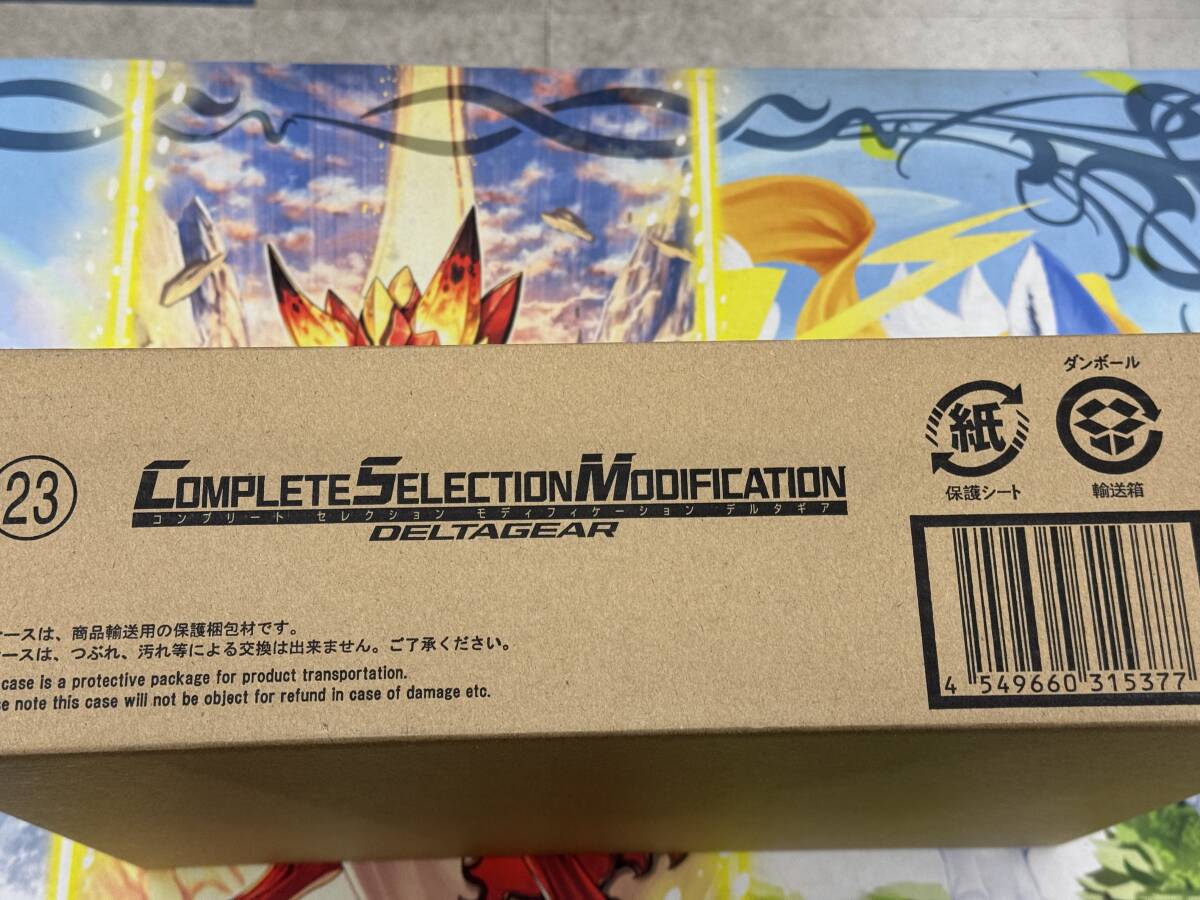 ダンボール
紙
保護シート
輸送箱
23
COMPLETE SELECTION MODIFICATION
コンプリート セレクション モディフィケーション デルタギア
DELTAGEAR
ースは、商品輸送用の保護梱包材です。
ースは、つぶれ、汚れ等による交換は出来ません。ご了承ください。
case is a protective package for product transportation.
se note this case will not be object for refund in case of damage etc.
4 549660 315377